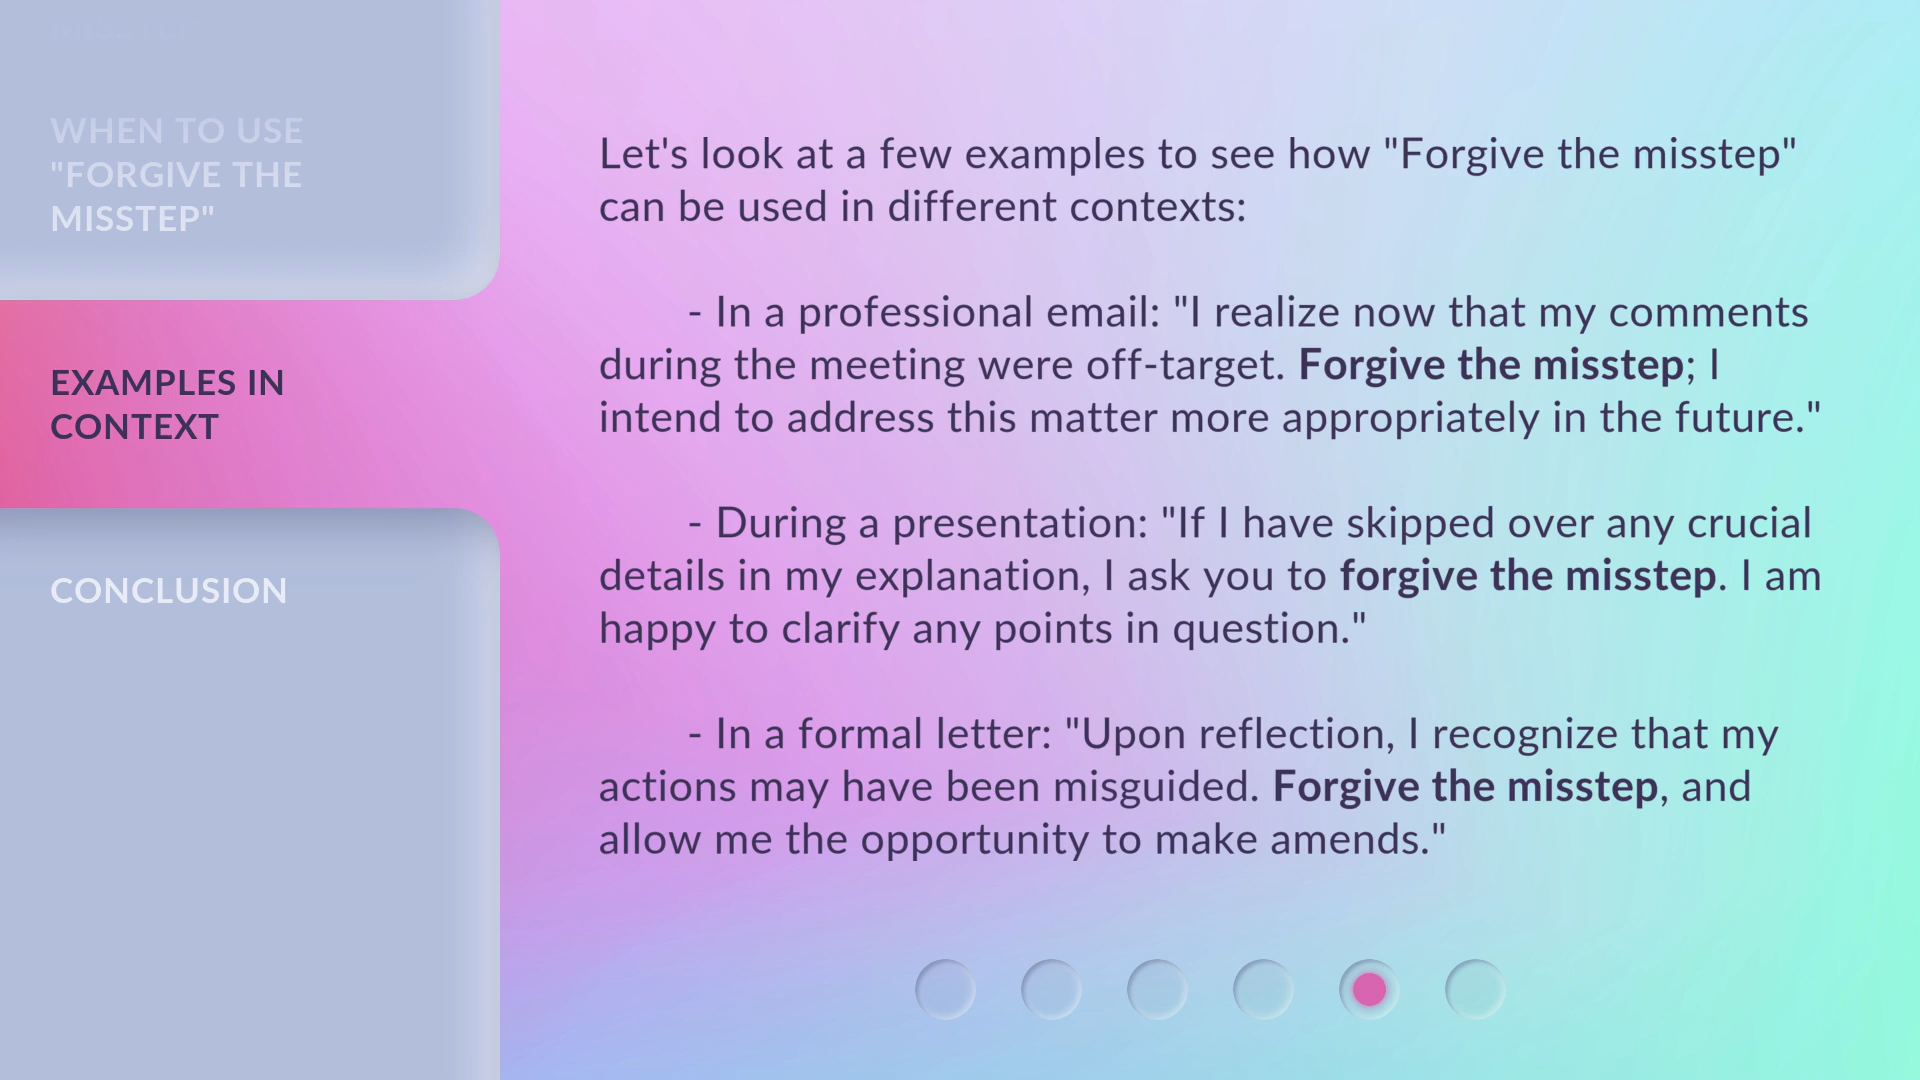 WHEN TO USE
"FORGIVE THE
MISSTEP"
EXAMPLES IN
CONTEXT
CONCLUSION
Let's look at a few examples to see how "Forgive the misstep"
can be used in different contexts:
- In a professional email: "I realize now that my comments
during the meeting were off-target. Forgive the misstep; I
intend to address this matter more appropriately in the future."
- During a presentation: "If I have skipped over any crucial
details in my explanation, I ask you to forgive the misstep. I am
happy to clarify any points in question."
- In a formal letter: "Upon reflection, I recognize that my
actions may have been misguided. Forgive the misstep, and
allow me the opportunity to make amends."